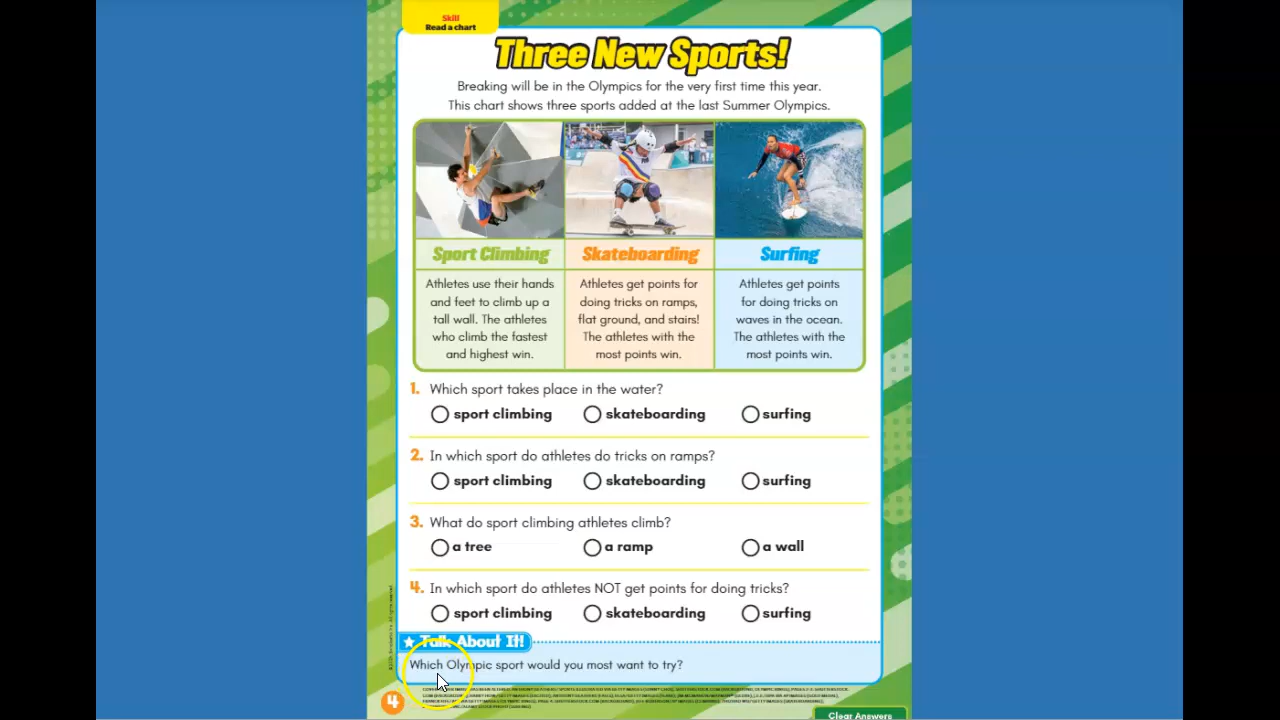 Skill
Read a chart
Three New Sports!
Breaking will be in the Olympics for the very first time this year.
This chart shows three sports added at the last Summer Olympics.
Sport Climbing
Skateboarding
Surfing
Athletes use their hands
and feet to climb up a
tall wall. The athletes
who climb the fastest
and highest win.
Athletes get points for
doing tricks on ramps,
flat ground, and stairs!
The athletes with the
most points win.
Athletes get points
for doing tricks on
waves in the ocean.
The athletes with the
most points win.
1. Which sport takes place in the water?
sport climbing skateboarding surfing
2. In which sport do athletes do tricks on ramps?
sport climbing skateboarding surfing
3. What do sport climbing athletes climb?
a tree a ramp a wall
4. In which sport do athletes NOT get points for doing tricks?
sport climbing skateboarding surfing
Talk About It!
Which Olympic sport would you most want to try?
4
Clear Answers